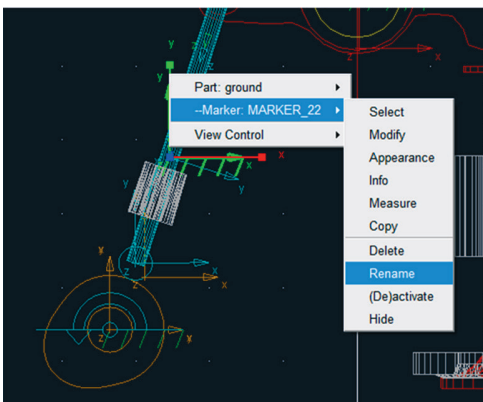 y
y
z
x
Part: ground
--Marker: MARKER_22
View Control
Select
Modify
Appearance
Info
Measure
Copy
Delete
Rename
(De)activate
Hide
x
x
y
y
y
z
x
z
x
z